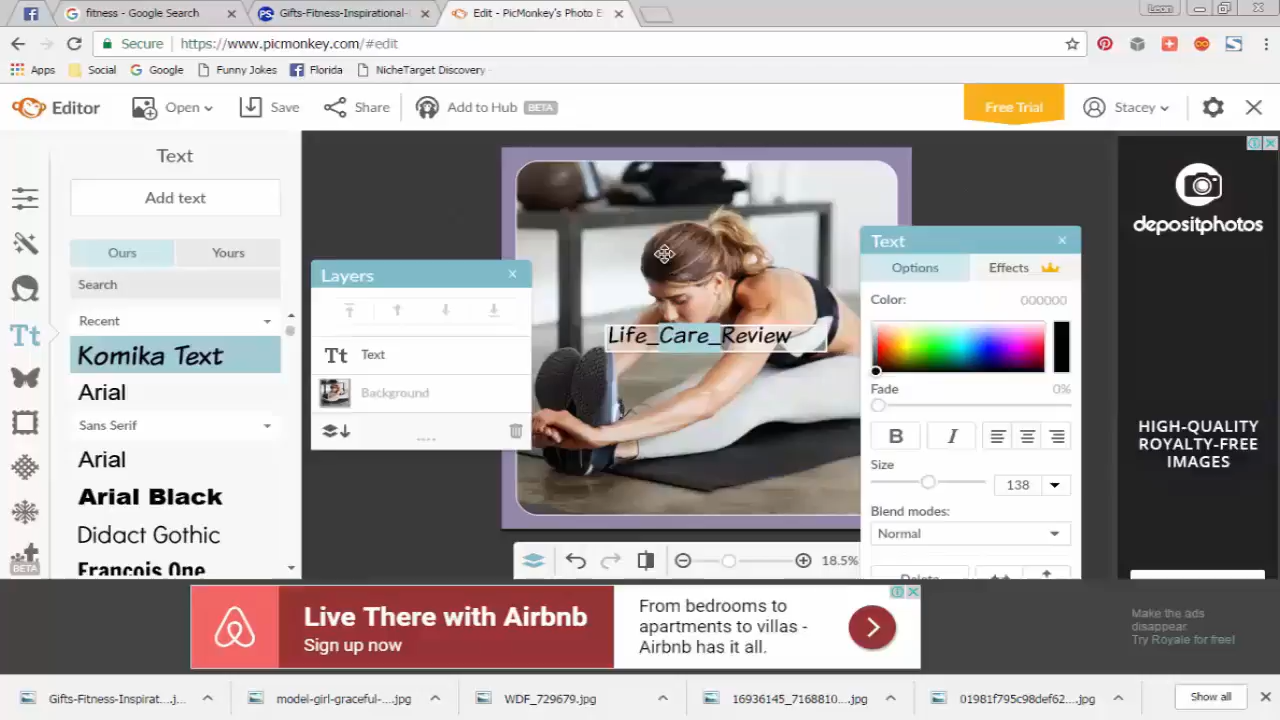 fitness - Google Search
Gifts-Fitness-Inspirational-
Edit - PicMonkey's Photo E
Leon
Secure
https://www.picmonkey.com/#edit
Apps
Social
Google
Funny Jokes
Florida
NicheTarget Discovery
Editor
Open
Save
Share
Add to Hub
BETA
Free Trial
Stacey
Text
Add text
Ours
Yours
Search
Recent
Komika Text
Arial
Sans Serif
Arial
Arial Black
Didact Gothic
Francois One
Tt
BETA
Layers
Tt
Text
Background
Life_Care_Review
Text
Options
Effects
Color:
000000
Fade
0%
B
I
Size
138
Blend modes:
Normal
Delete
18.5%
depositphotos
HIGH-QUALITY
ROYALTY-FREE
IMAGES
Live There with Airbnb
Sign up now
From bedrooms to
apartments to villas -
Airbnb has it all.
Make the ads
disappear.
Try Royale for free!
Gifts-Fitness-Inspirat....j...
model-girl-graceful-....jpg
WDF_729679.jpg
16936145_7168810....jpg
01981f795c98def62....jpg
Show all